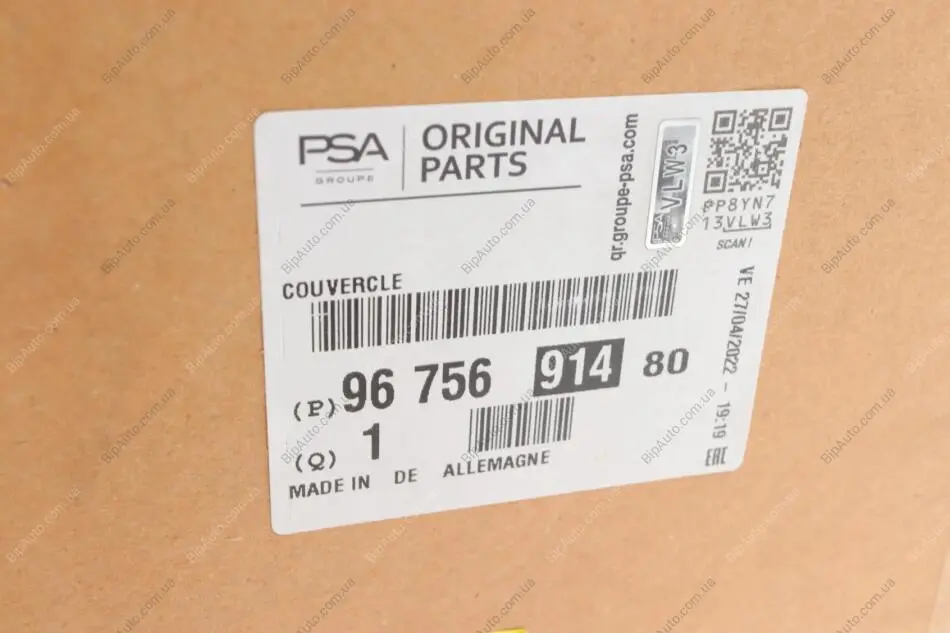 PSA
GROUPE
ORIGINAL
PARTS
qr.groupe-psa.com
PSA VLW3
PP8YN7
13VLW3
SCAN!
COUVERCLE
(P) 96 756 914 80
(Q) 1
MADE IN DE ALLEMAGNE
VE 27/04/2022 - 19:19
EAC
BipAuto.com.ua